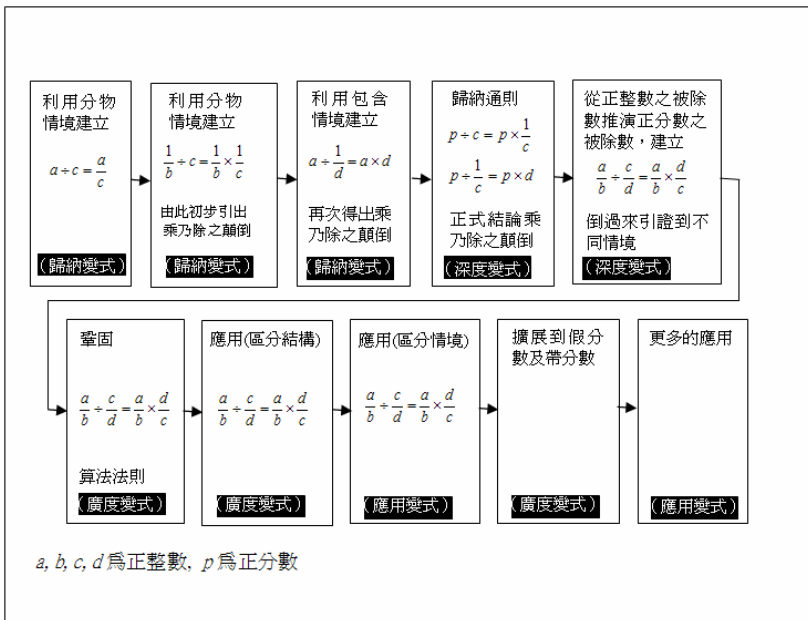 利用分物
情境建立
a ÷ c = a/c
(歸納變式)
利用分物
情境建立
1/b ÷ c = 1/b × 1/c
由此初步引出
乘乃除之顛倒
(歸納變式)
利用包含
情境建立
a ÷ 1/d = a × d
再次得出乘
乃除之顛倒
(歸納變式)
歸納通則
p ÷ c = p × 1/c
p ÷ 1/c = p × d
正式結論乘
乃除之顛倒
(深度變式)
從正整數之被除
數推演正分數之
被除數，建立
a/b ÷ c/d = a/b × d/c
倒過來引證到不
同情境
(深度變式)
鞏固
a/b ÷ c/d = a/b × d/c
算法法則
(廣度變式)
應用(區分結構)
a/b ÷ c/d = a/b × d/c
(廣度變式)
應用(區分情境)
a/b ÷ c/d = a/b × d/c
(應用變式)
擴展到假分
數及帶分數
(廣度變式)
更多的應用
(應用變式)
a, b, c, d 爲正整數, p 爲正分數